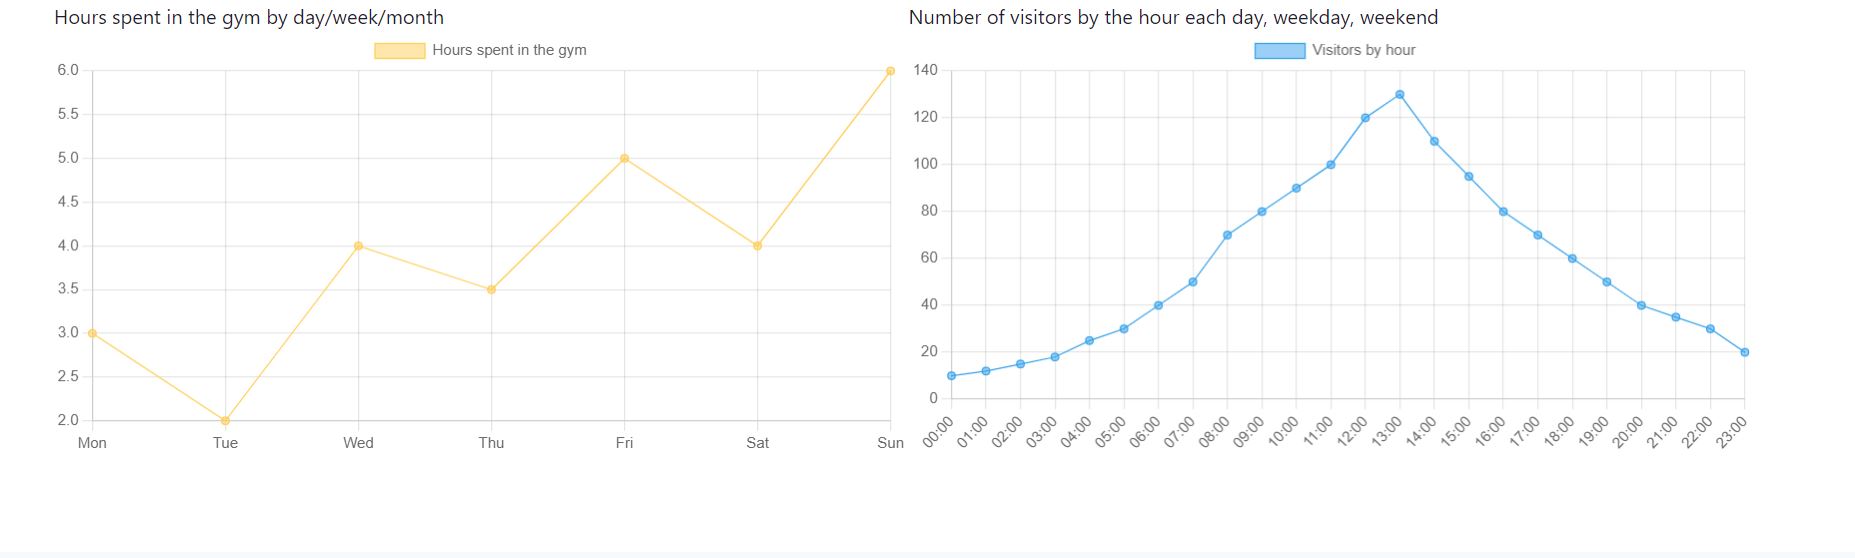 Hours spent in the gym by day/week/month
Hours spent in the gym
6.0
5.5
5.0
4.5
4.0
3.5
3.0
2.5
2.0
Mon Tue Wed Thu Fri Sat Sun
Number of visitors by the hour each day, weekday, weekend
Visitors by hour
140
120
100
80
60
40
20
0
00:00 01:00 02:00 03:00 04:00 05:00 06:00 07:00 08:00 09:00 10:00 11:00 12:00 13:00 14:00 15:00 16:00 17:00 18:00 19:00 20:00 21:00 22:00 23:00